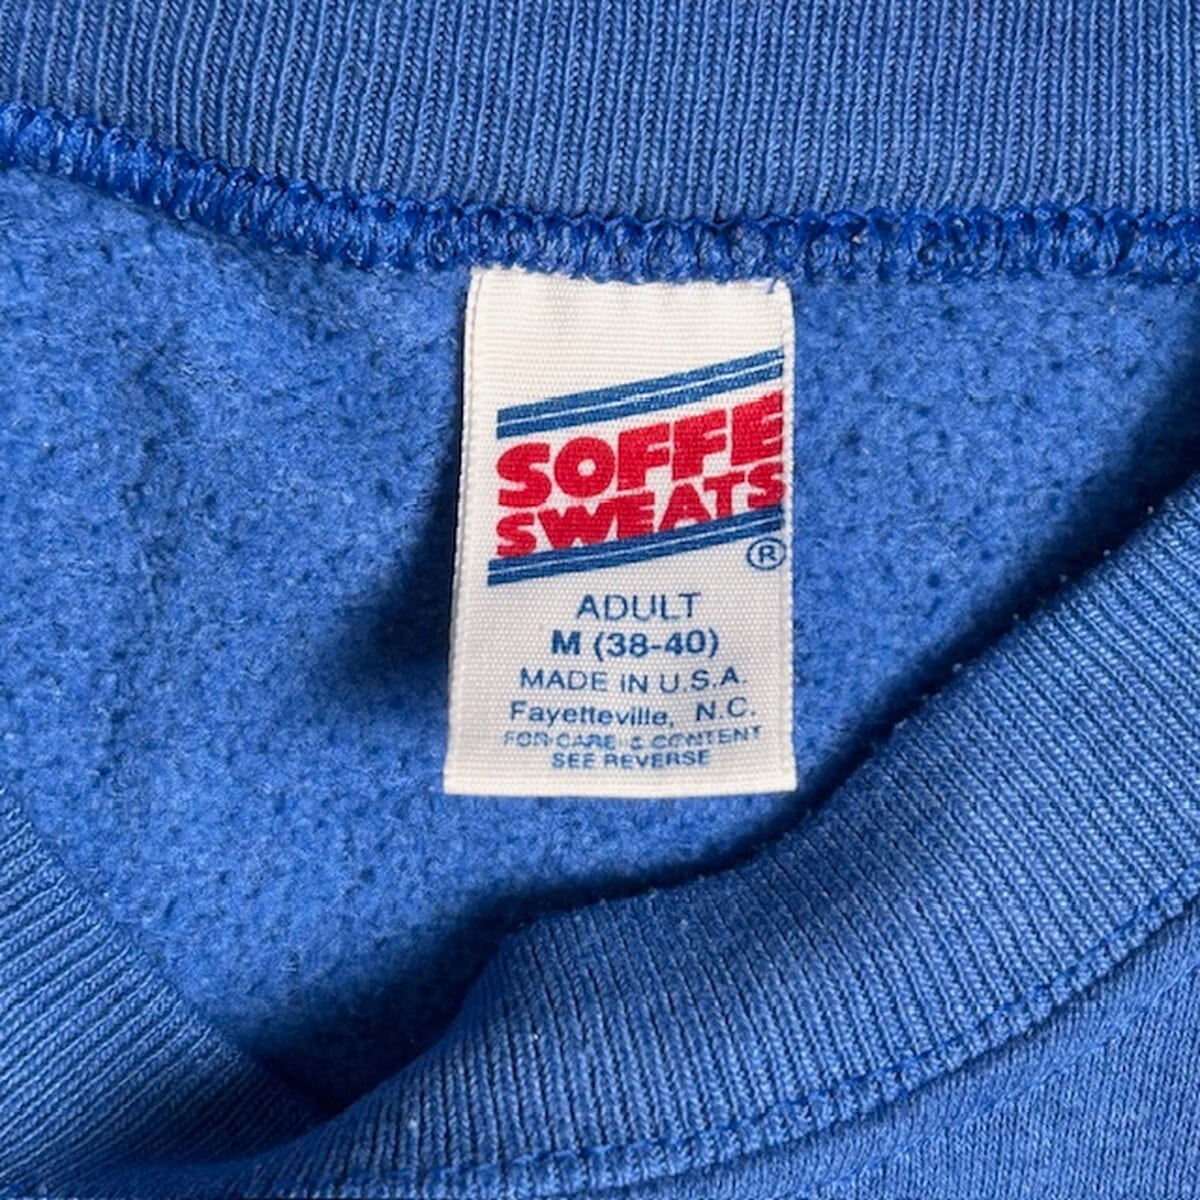 SOFFE
SWEATS
®
ADULT
M (38-40)
MADE IN U.S.A.
Fayetteville, N.C.
FOR CARE & CONTENT
SEE REVERSE